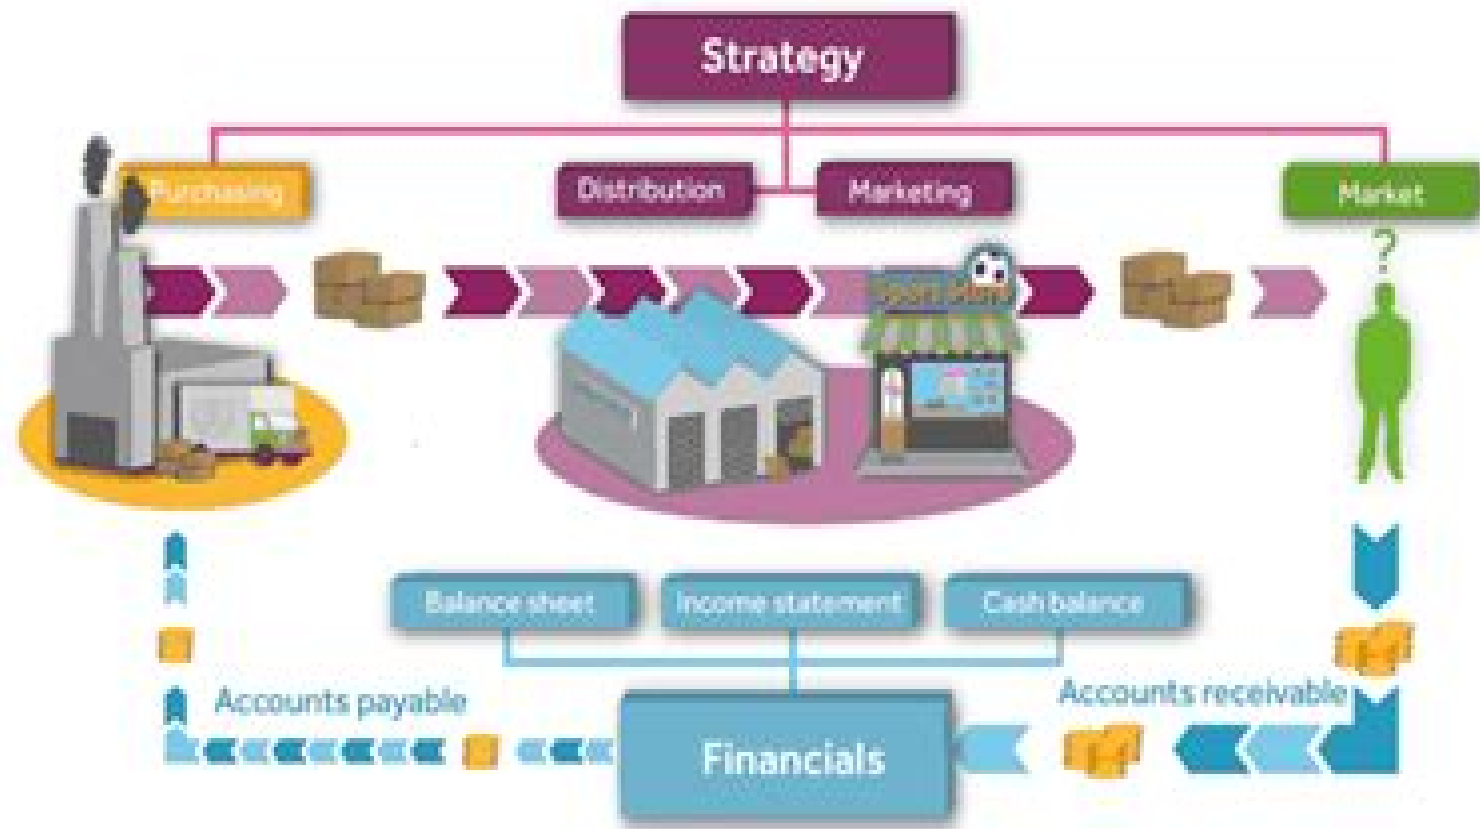 Strategy
Purchasing
Distribution
Marketing
Market
?
Balance sheet
Income statement
Cash balance
Accounts payable
Accounts receivable
Financials